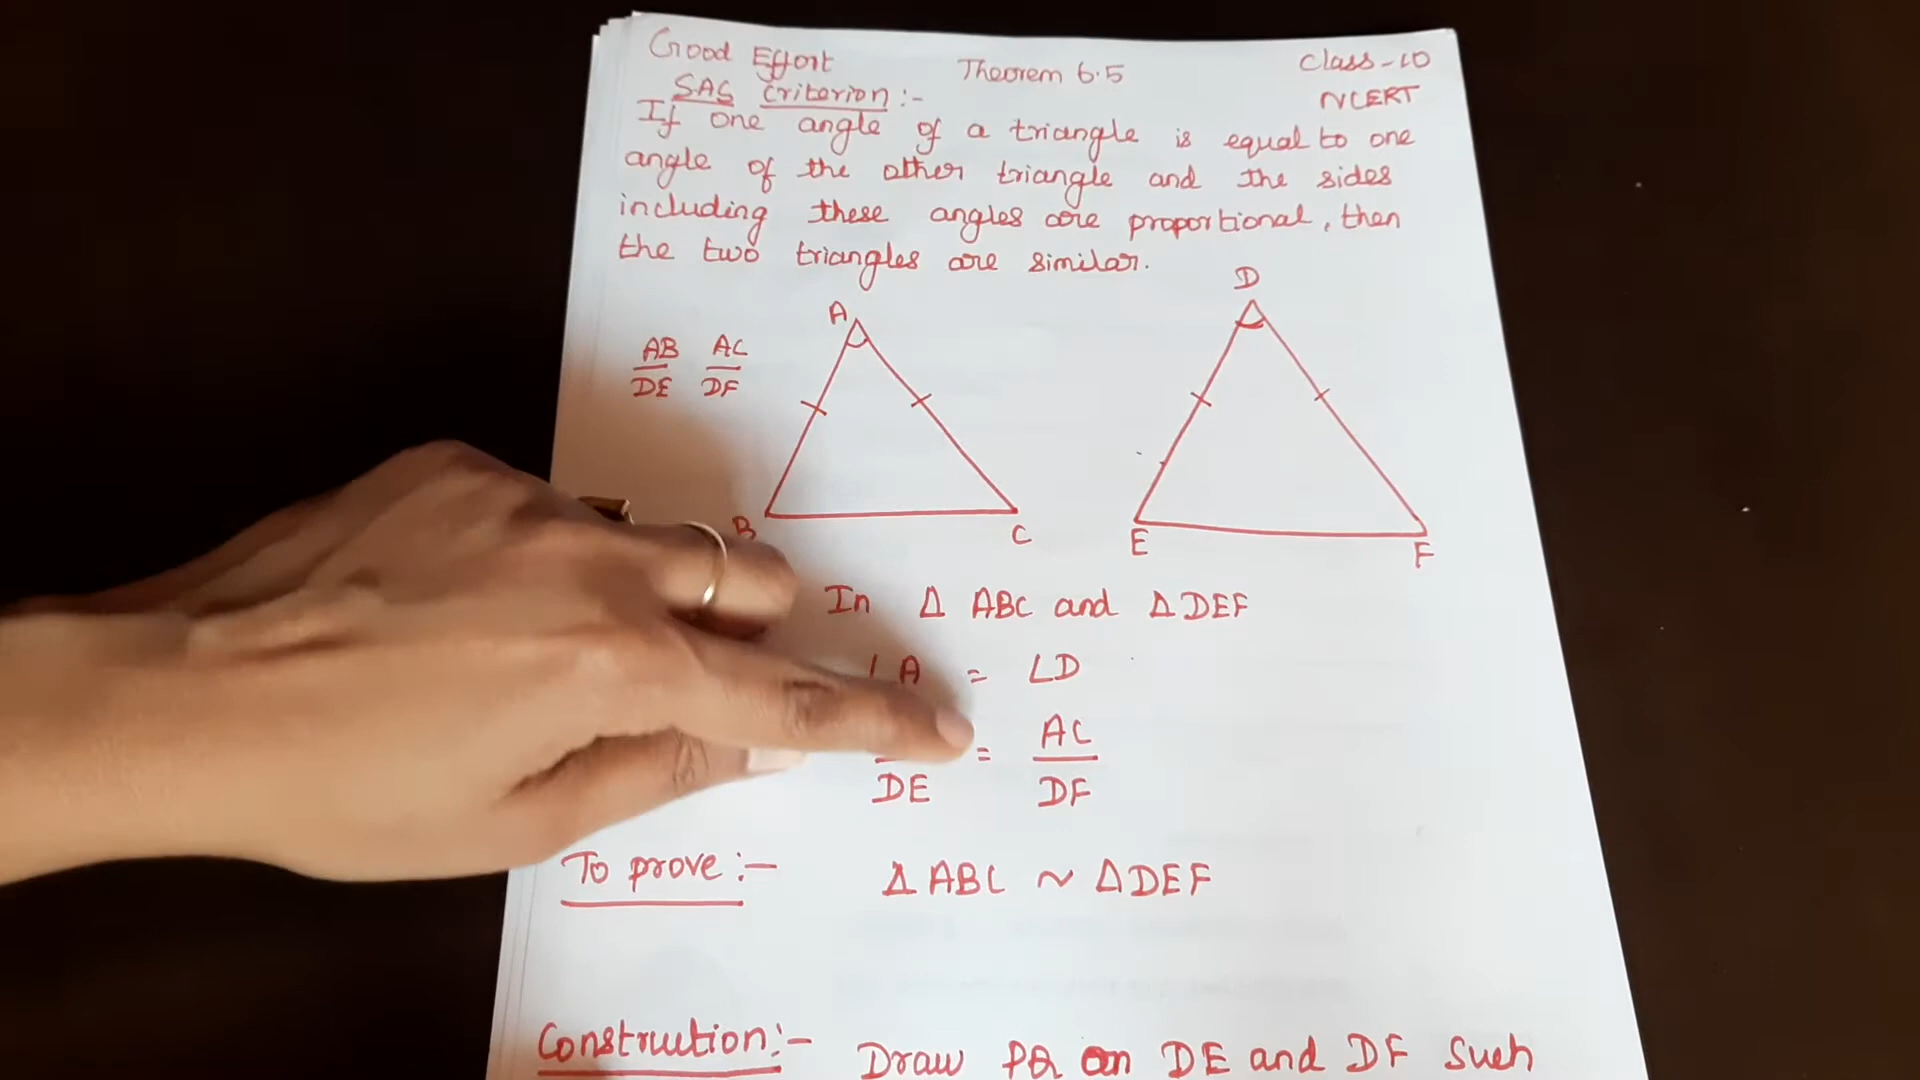 Good Effort
Theorem 6.5
Class-10
NCERT
SAS Criterion:-
If one angle of a triangle is equal to one
angle of the other triangle and the sides
including these angles are proportional, then
the two triangles are similar.
A
D
AB AC
DE DF
B
C
E
F
In Δ ABC and Δ DEF
∠A = ∠D
= AC
DE DF
To prove:- Δ ABC ~ Δ DEF
Construction:- Draw PQ on DE and DF Such